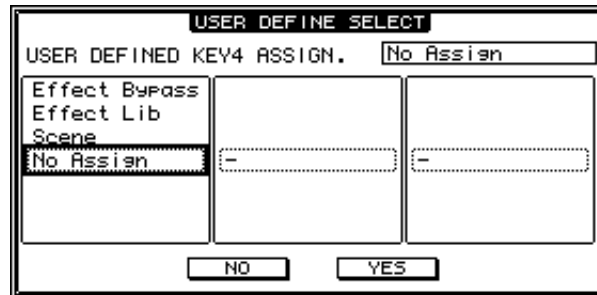 USER DEFINE SELECT
USER DEFINED KEY4 ASSIGN. No Assign
Effect Bypass
Effect Lib
Scene
No Assign - -
NO YES